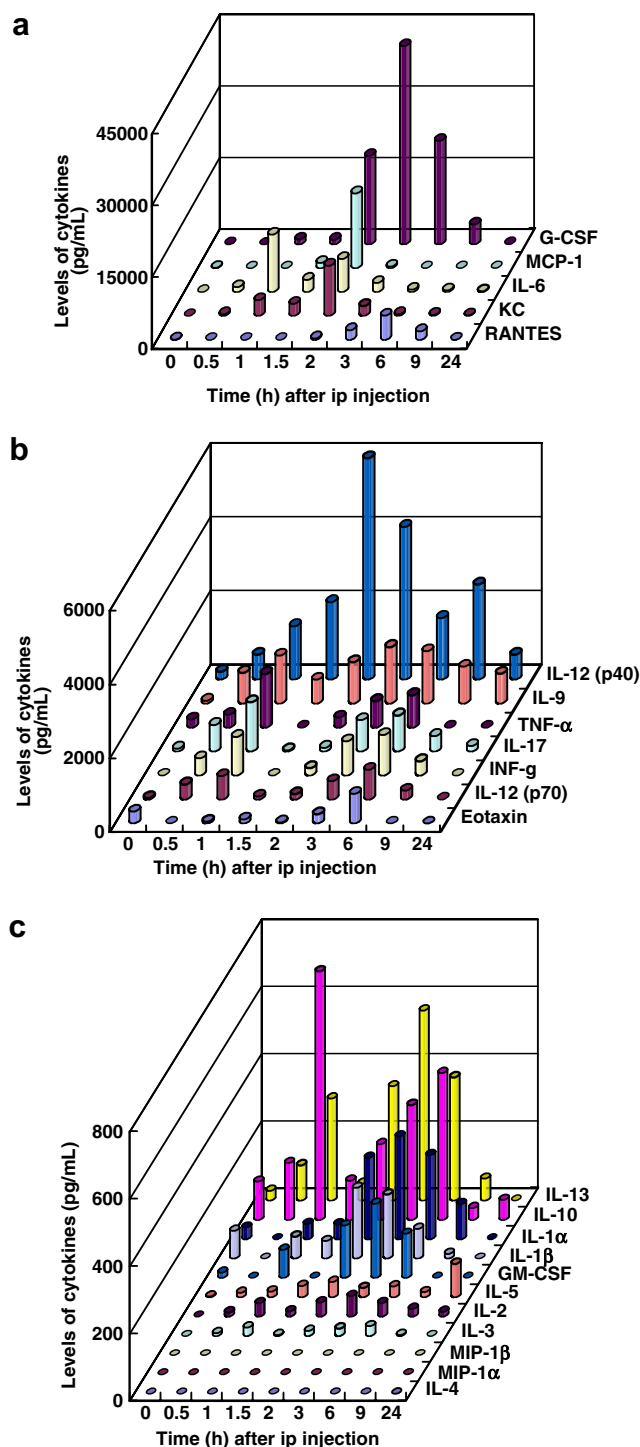 a
Levels of cytokines
(pg/mL)
45000
30000
15000
0
G-CSF
MCP-1
IL-6
KC
RANTES
0 0.5 1 1.5 2 3 6 9 24
Time (h) after ip injection
b
Levels of cytokines
(pg/mL)
6000
4000
2000
0
IL-12 (p40)
IL-9
TNF-α
IL-17
INF-g
IL-12 (p70)
Eotaxin
0 0.5 1 1.5 2 3 6 9 24
Time (h) after ip injection
c
Levels of cytokines (pg/mL)
800
600
400
200
0
IL-13
IL-10
IL-1α
IL-1β
GM-CSF
IL-5
IL-2
IL-3
MIP-1β
MIP-1α
IL-4
0 0.5 1 1.5 2 3 6 9 24
Time (h) after ip injection